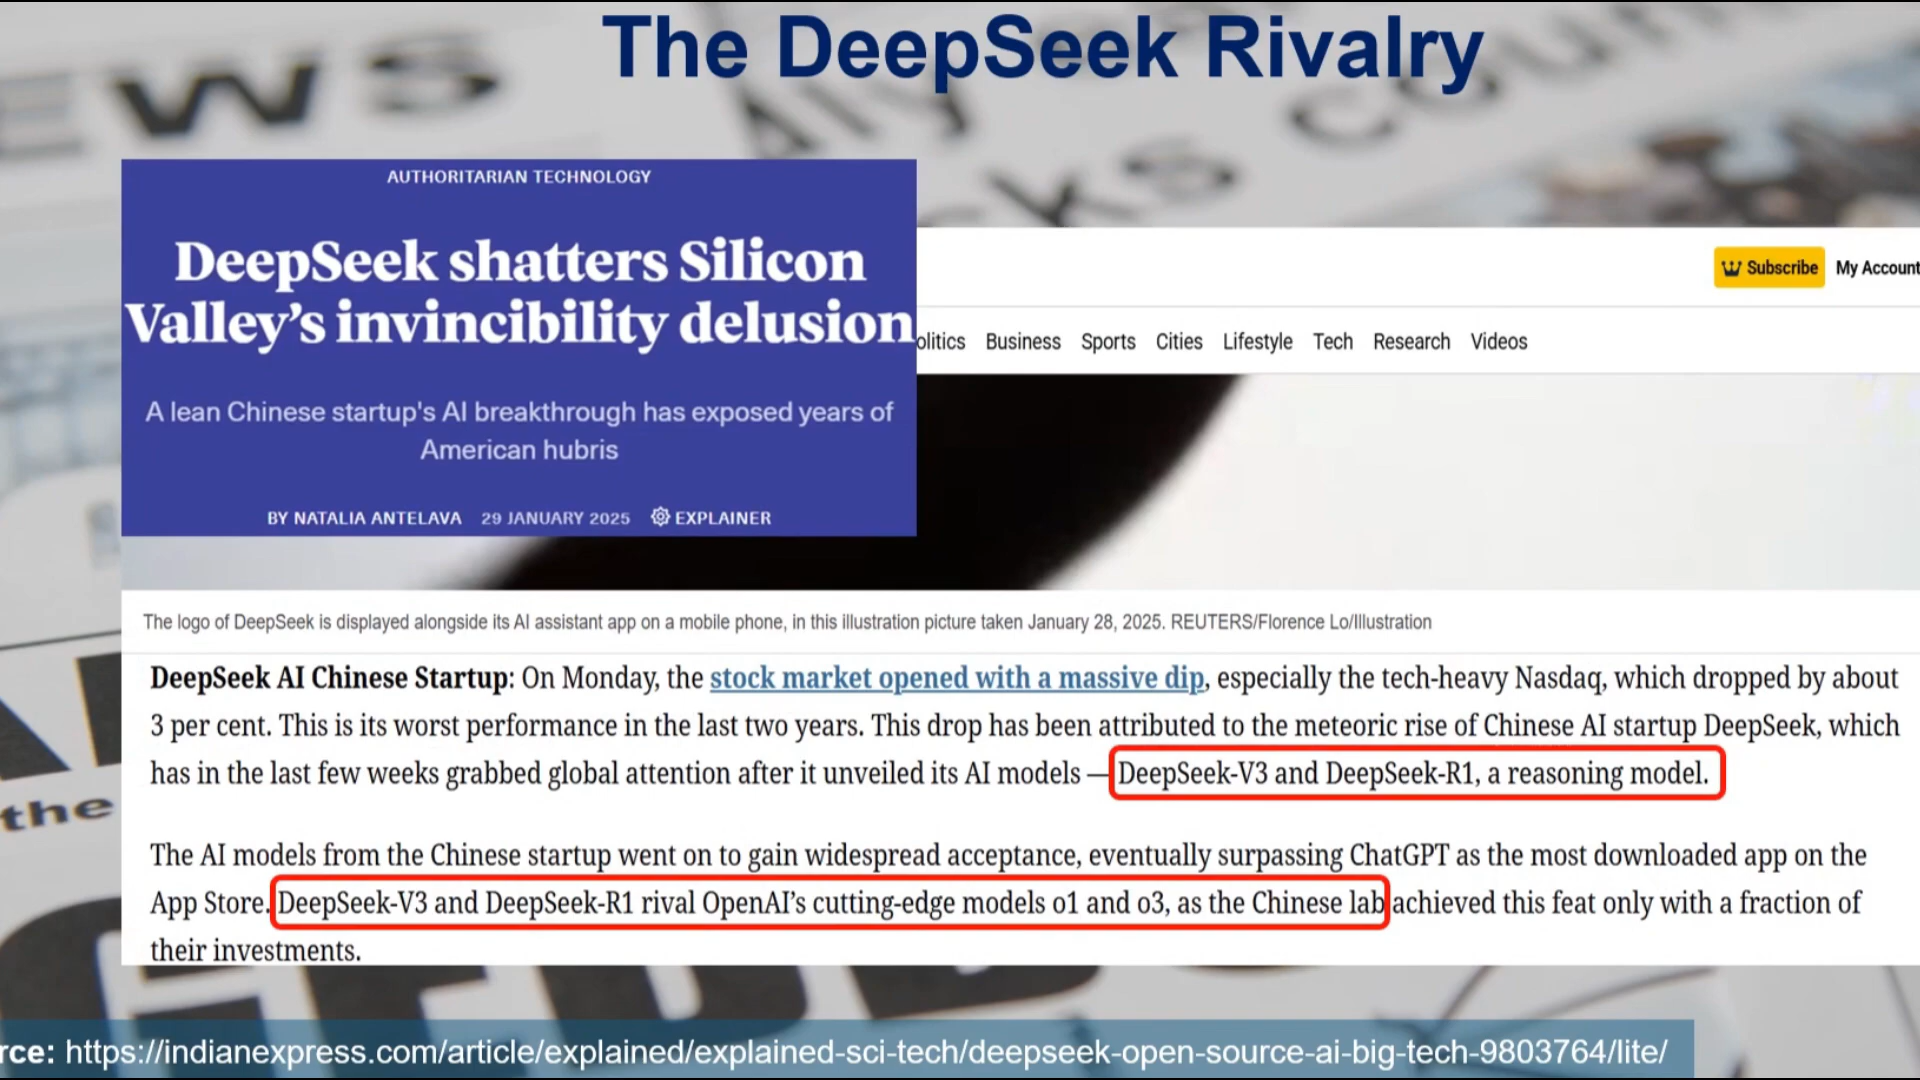 The DeepSeek Rivalry
EWS
AUTHORITARIAN TECHNOLOGY
DeepSeek shatters Silicon
Valley's invincibility delusion
A lean Chinese startup's AI breakthrough has exposed years of
American hubris
BY NATALIA ANTELAVA 29 JANUARY 2025 EXPLAINER
Subscribe My Account
olitics Business Sports Cities Lifestyle Tech Research Videos
The logo of DeepSeek is displayed alongside its AI assistant app on a mobile phone, in this illustration picture taken January 28, 2025. REUTERS/Florence Lo/Illustration
DeepSeek AI Chinese Startup: On Monday, the stock market opened with a massive dip, especially the tech-heavy Nasdaq, which dropped by about
3 per cent. This is its worst performance in the last two years. This drop has been attributed to the meteoric rise of Chinese AI startup DeepSeek, which
has in the last few weeks grabbed global attention after it unveiled its AI models — DeepSeek-V3 and DeepSeek-R1, a reasoning model.
the
The AI models from the Chinese startup went on to gain widespread acceptance, eventually surpassing ChatGPT as the most downloaded app on the
App Store. DeepSeek-V3 and DeepSeek-R1 rival OpenAI's cutting-edge models o1 and o3, as the Chinese lab achieved this feat only with a fraction of
their investments.
rce: https://indianexpress.com/article/explained/explained-sci-tech/deepseek-open-source-ai-big-tech-9803764/lite/